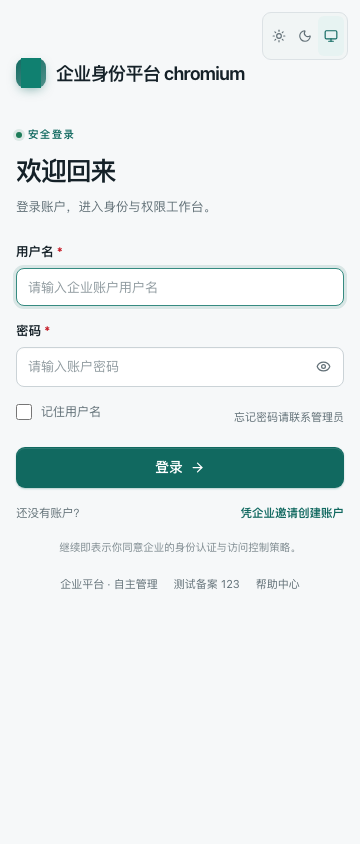 企业身份平台 chromium
安全登录
欢迎回来
登录账户，进入身份与权限工作台。
用户名 *
请输入企业账户用户名
密码 *
请输入账户密码
记住用户名
忘记密码请联系管理员
登录 →
还没有账户?
凭企业邀请创建账户
继续即表示你同意企业的身份认证与访问控制策略。
企业平台 · 自主管理 测试备案 123 帮助中心